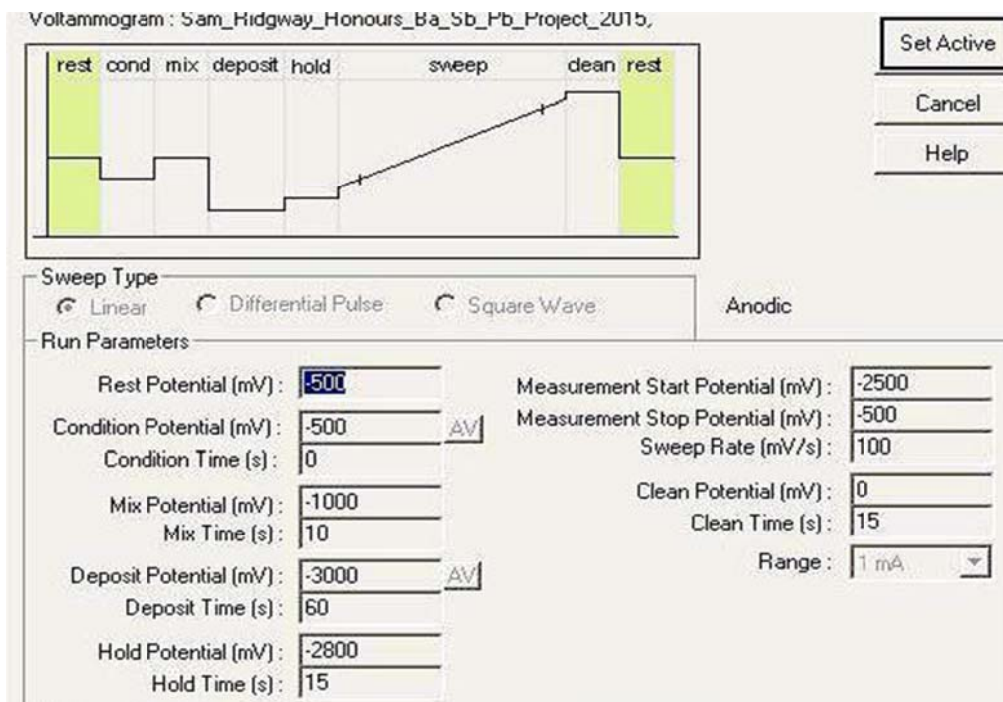 Voltammogram : Sam_Ridgway_Honours_Ba_Sb_Pb_Project_2015,
Set Active
Cancel
Help
rest cond mix deposit hold sweep clean rest
Sweep Type
Linear Differential Pulse Square Wave Anodic
Run Parameters
Rest Potential (mV) : -500
Condition Potential (mV) : -500 AV
Condition Time (s) : 0
Mix Potential (mV) : -1000
Mix Time (s) : 10
Deposit Potential (mV) : -3000 AV
Deposit Time (s) : 60
Hold Potential (mV) : -2800
Hold Time (s) : 15
Measurement Start Potential (mV) : -2500
Measurement Stop Potential (mV) : -500
Sweep Rate (mV/s) : 100
Clean Potential (mV) : 0
Clean Time (s) : 15
Range : 1 mA